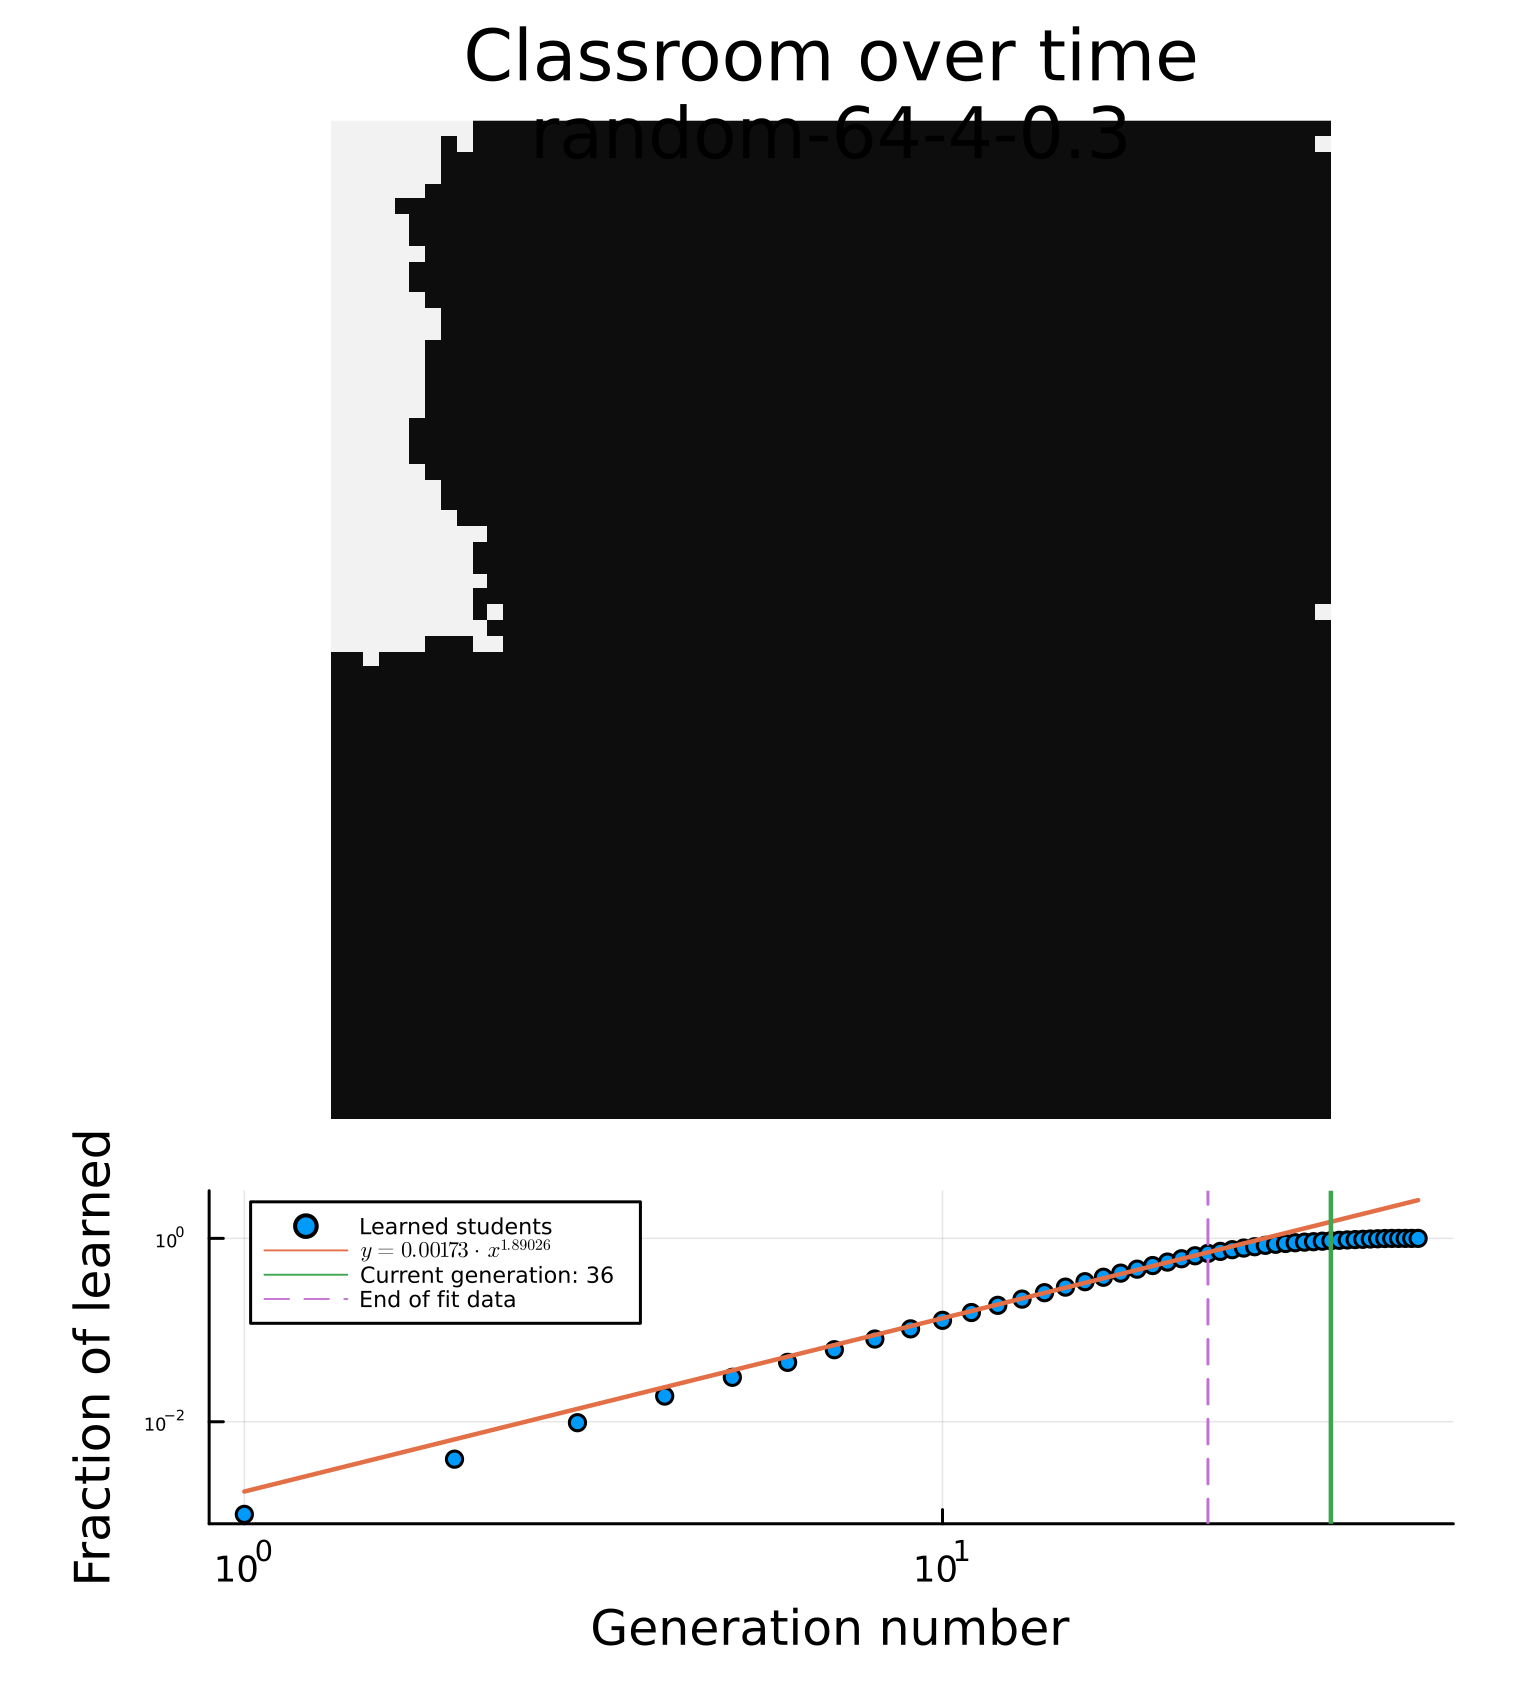 Classroom over time
random-64-4-0.3
Fraction of learned
10⁰
10⁻²
Learned students
y = 0.00173 · x^1.89026
Current generation: 36
End of fit data
10⁰ 10¹
Generation number